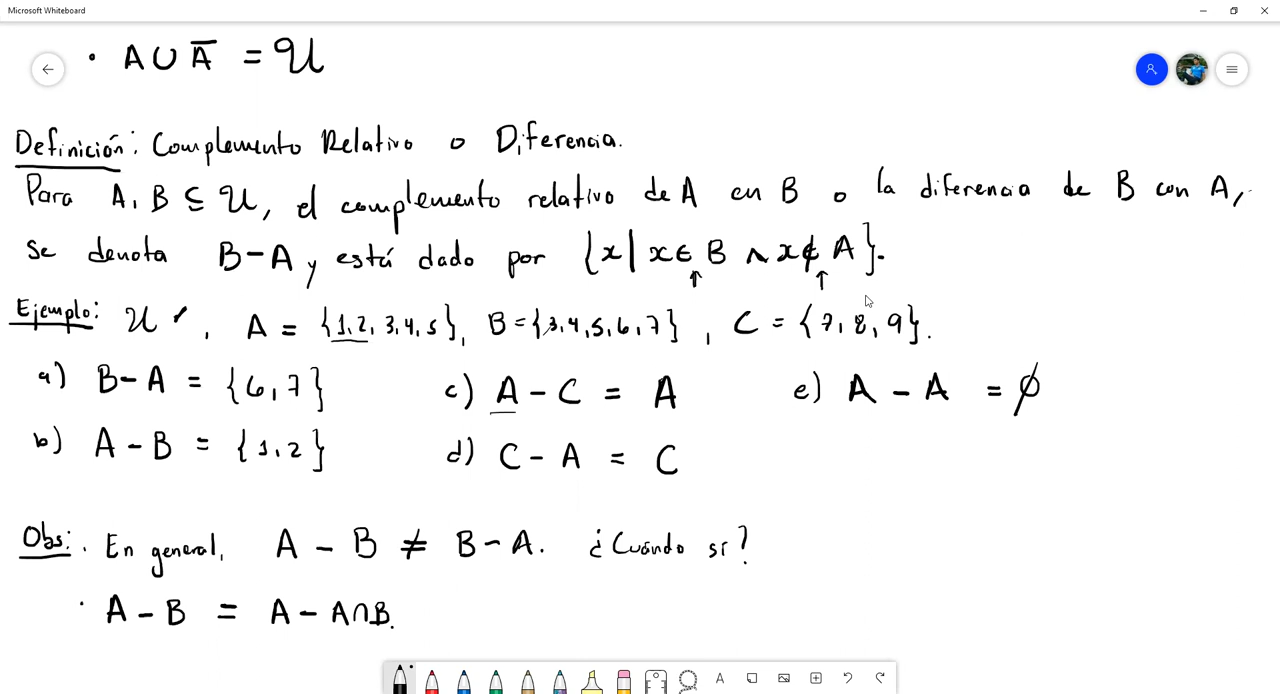 Microsoft Whiteboard
· A ∪ A̅ = 𝒰
Definición: Complemento Relativo o Diferencia.
Para A, B ⊆ 𝒰, el complemento relativo de A en B o la diferencia de B con A,
se denota B-A y está dado por {x | x ∈ B ∧ x ∉ A}.
↑ ↑
Ejemplo: 𝒰 , A = {1,2,3,4,5}, B = {3,4,5,6,7}, C = {7,8,9}.
a) B-A = {6,7} c) A - C = A e) A - A = ∅
b) A - B = {1,2} d) C - A = C
Obs: · En general, A - B ≠ B - A. ¿Cuándo sí?
· A - B = A - A∩B.
A